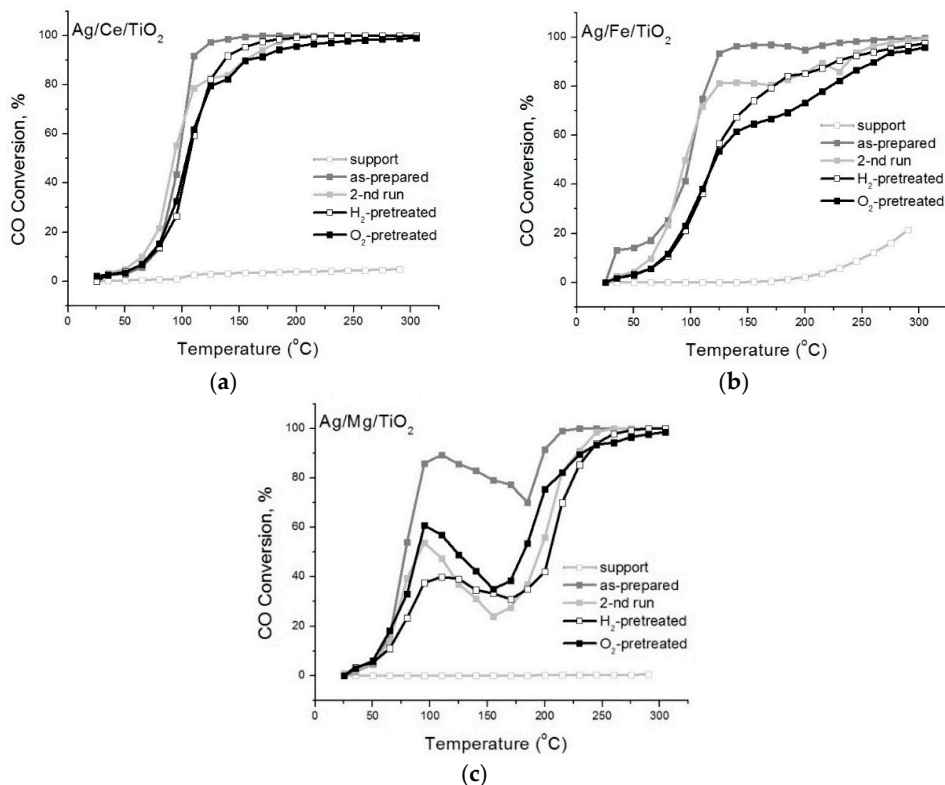 Ag/Ce/TiO₂
CO Conversion, %
100
80
60
40
20
0
support
as-prepared
2-nd run
H₂-pretreated
O₂-pretreated
0 50 100 150 200 250 300
Temperature (°C)
(a)
Ag/Fe/TiO₂
CO Conversion, %
100
80
60
40
20
0
support
as-prepared
2-nd run
H₂-pretreated
O₂-pretreated
0 50 100 150 200 250 300
Temperature (°C)
(b)
Ag/Mg/TiO₂
CO Conversion, %
100
80
60
40
20
0
support
as-prepared
2-nd run
H₂-pretreated
O₂-pretreated
0 50 100 150 200 250 300
Temperature (°C)
(c)